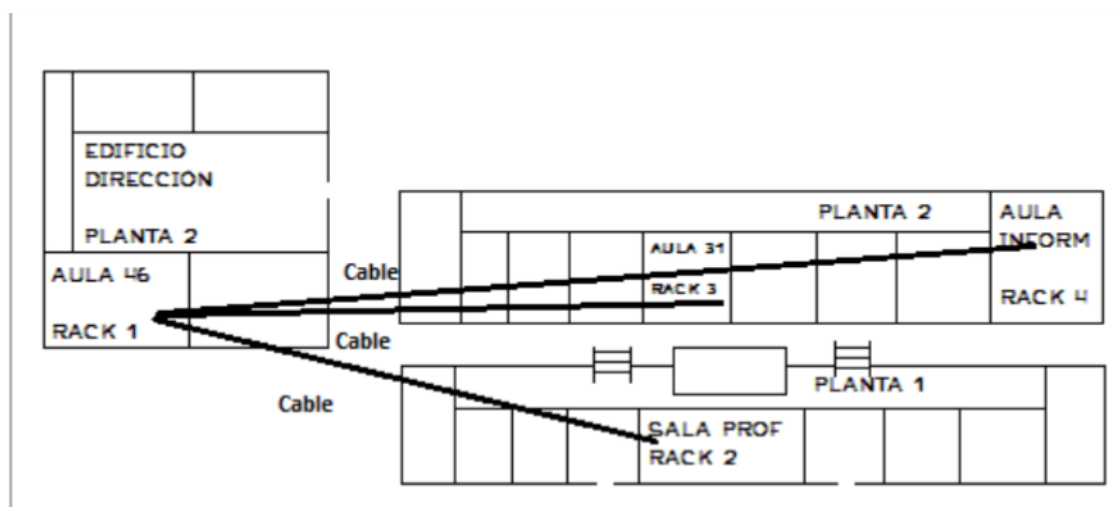 EDIFICIO
DIRECCIÓN
PLANTA 2
AULA 46
RACK 1
Cable
Cable
Cable
PLANTA 2
AULA
INFORM
RACK 4
AULA 31
RACK 3
PLANTA 1
SALA PROF
RACK 2